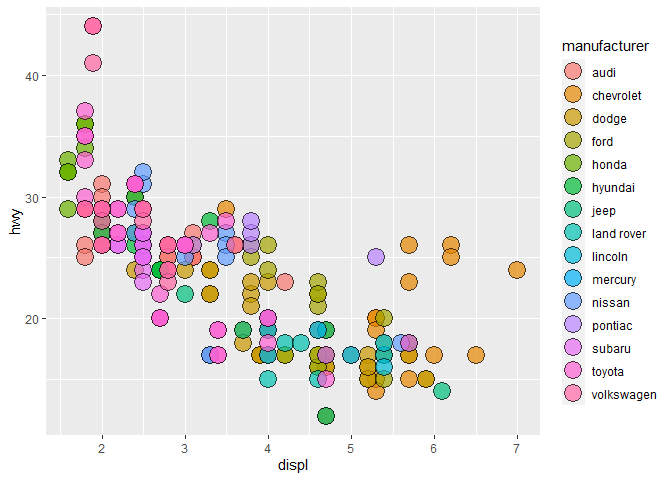 manufacturer
audi
chevrolet
dodge
ford
honda
hyundai
jeep
land rover
lincoln
mercury
nissan
pontiac
subaru
toyota
volkswagen
hwy
40
30
20
2 3 4 5 6 7
displ